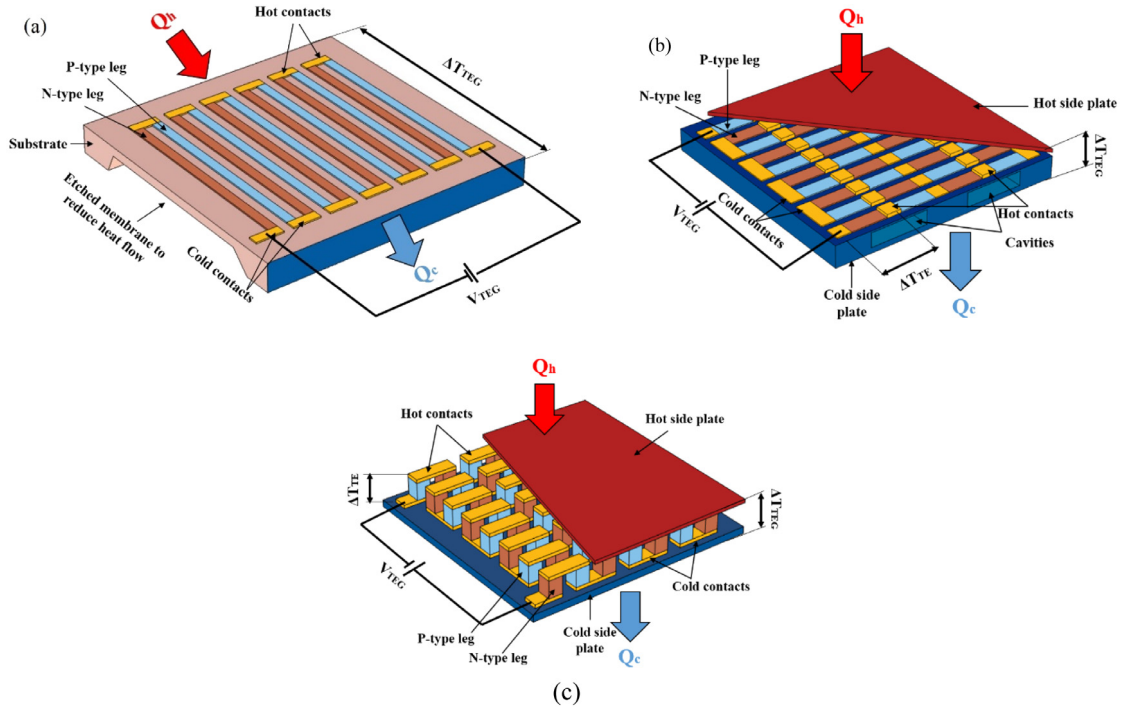 (a)
Qh
Hot contacts
P-type leg
N-type leg
ΔTTEG
Substrate
Etched membrane to
reduce heat flow
Cold contacts
Qc
VTEG
(b)
Qh
P-type leg
N-type leg
Hot side plate
ΔTTEG
VTEG
Cold contacts
Hot contacts
Cavities
ΔTTE
Cold side
plate
Qc
Qh
Hot contacts
Hot side plate
ΔTTE
ΔTTEG
VTEG
Cold contacts
P-type leg
N-type leg
Cold side
plate
Qc
(c)